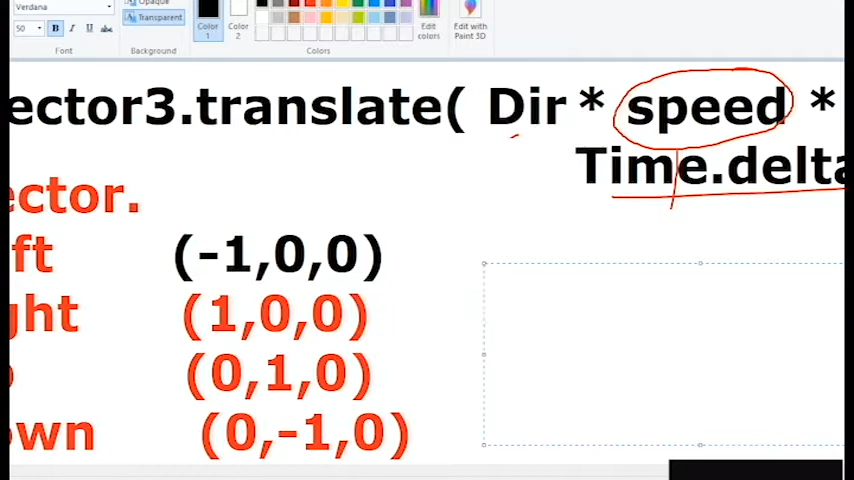 Verdana
Opaque
50 B I U abc
Transparent
Color 1
Color 2
Edit colors
Edit with Paint 3D
Font
Background
Colors
ector3.translate( Dir * speed *
Time.delta
ector.
ft (-1,0,0)
ght (1,0,0)
(0,1,0)
own (0,-1,0)